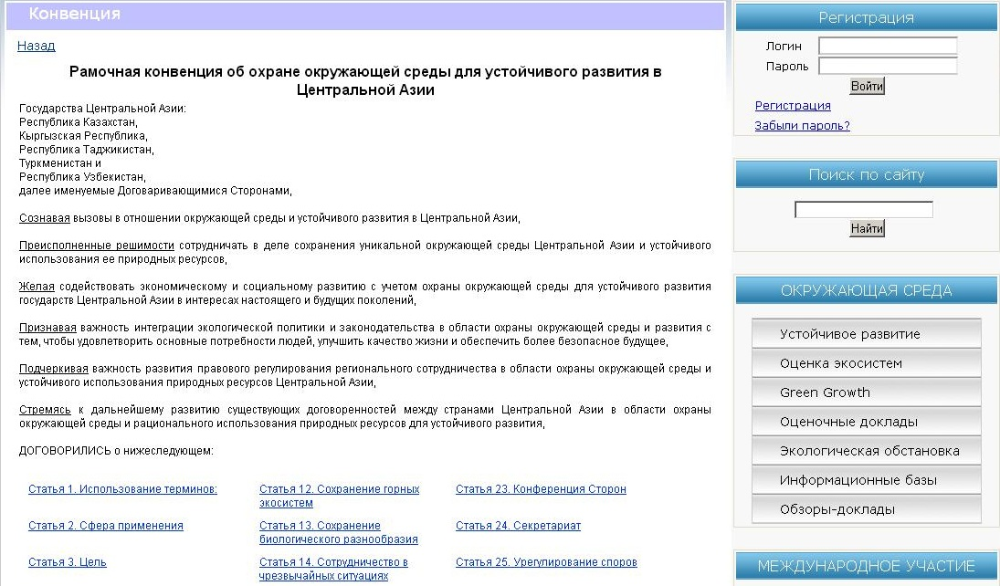 Конвенция
Назад
Рамочная конвенция об охране окружающей среды для устойчивого развития в
Центральной Азии
Государства Центральной Азии:
Республика Казахстан,
Кыргызская Республика,
Республика Таджикистан,
Туркменистан и
Республика Узбекистан,
далее именуемые Договаривающимися Сторонами,
Сознавая вызовы в отношении окружающей среды и устойчивого развития в Центральной Азии,
Преисполненные решимости сотрудничать в деле сохранения уникальной окружающей среды Центральной Азии и устойчивого
использования ее природных ресурсов,
Желая содействовать экономическому и социальному развитию с учетом охраны окружающей среды для устойчивого развития
государств Центральной Азии в интересах настоящего и будущих поколений,
Признавая важность интеграции экологической политики и законодательства в области охраны окружающей среды и развития с
тем, чтобы удовлетворить основные потребности людей, улучшить качество жизни и обеспечить более безопасное будущее,
Подчеркивая важность развития правового регулирования регионального сотрудничества в области охраны окружающей среды и
устойчивого использования природных ресурсов Центральной Азии,
Стремясь к дальнейшему развитию существующих договоренностей между странами Центральной Азии в области охраны
окружающей среды и рационального использования природных ресурсов для устойчивого развития,
ДОГОВОРИЛИСЬ о нижеследующем:
Статья 1. Использование терминов:
Статья 2. Сфера применения
Статья 3. Цель
Статья 12. Сохранение горных
экосистем
Статья 13. Сохранение
биологического разнообразия
Статья 14. Сотрудничество в
чрезвычайных ситуациях
Статья 23. Конференция Сторон
Статья 24. Секретариат
Статья 25. Урегулирование споров
Регистрация
Логин
Пароль
Войти
Регистрация
Забыли пароль?
Поиск по сайту
Найти
ОКРУЖАЮЩАЯ СРЕДА
Устойчивое развитие
Оценка экосистем
Green Growth
Оценочные доклады
Экологическая обстановка
Информационные базы
Обзоры-доклады
МЕЖДУНАРОДНОЕ УЧАСТИЕ